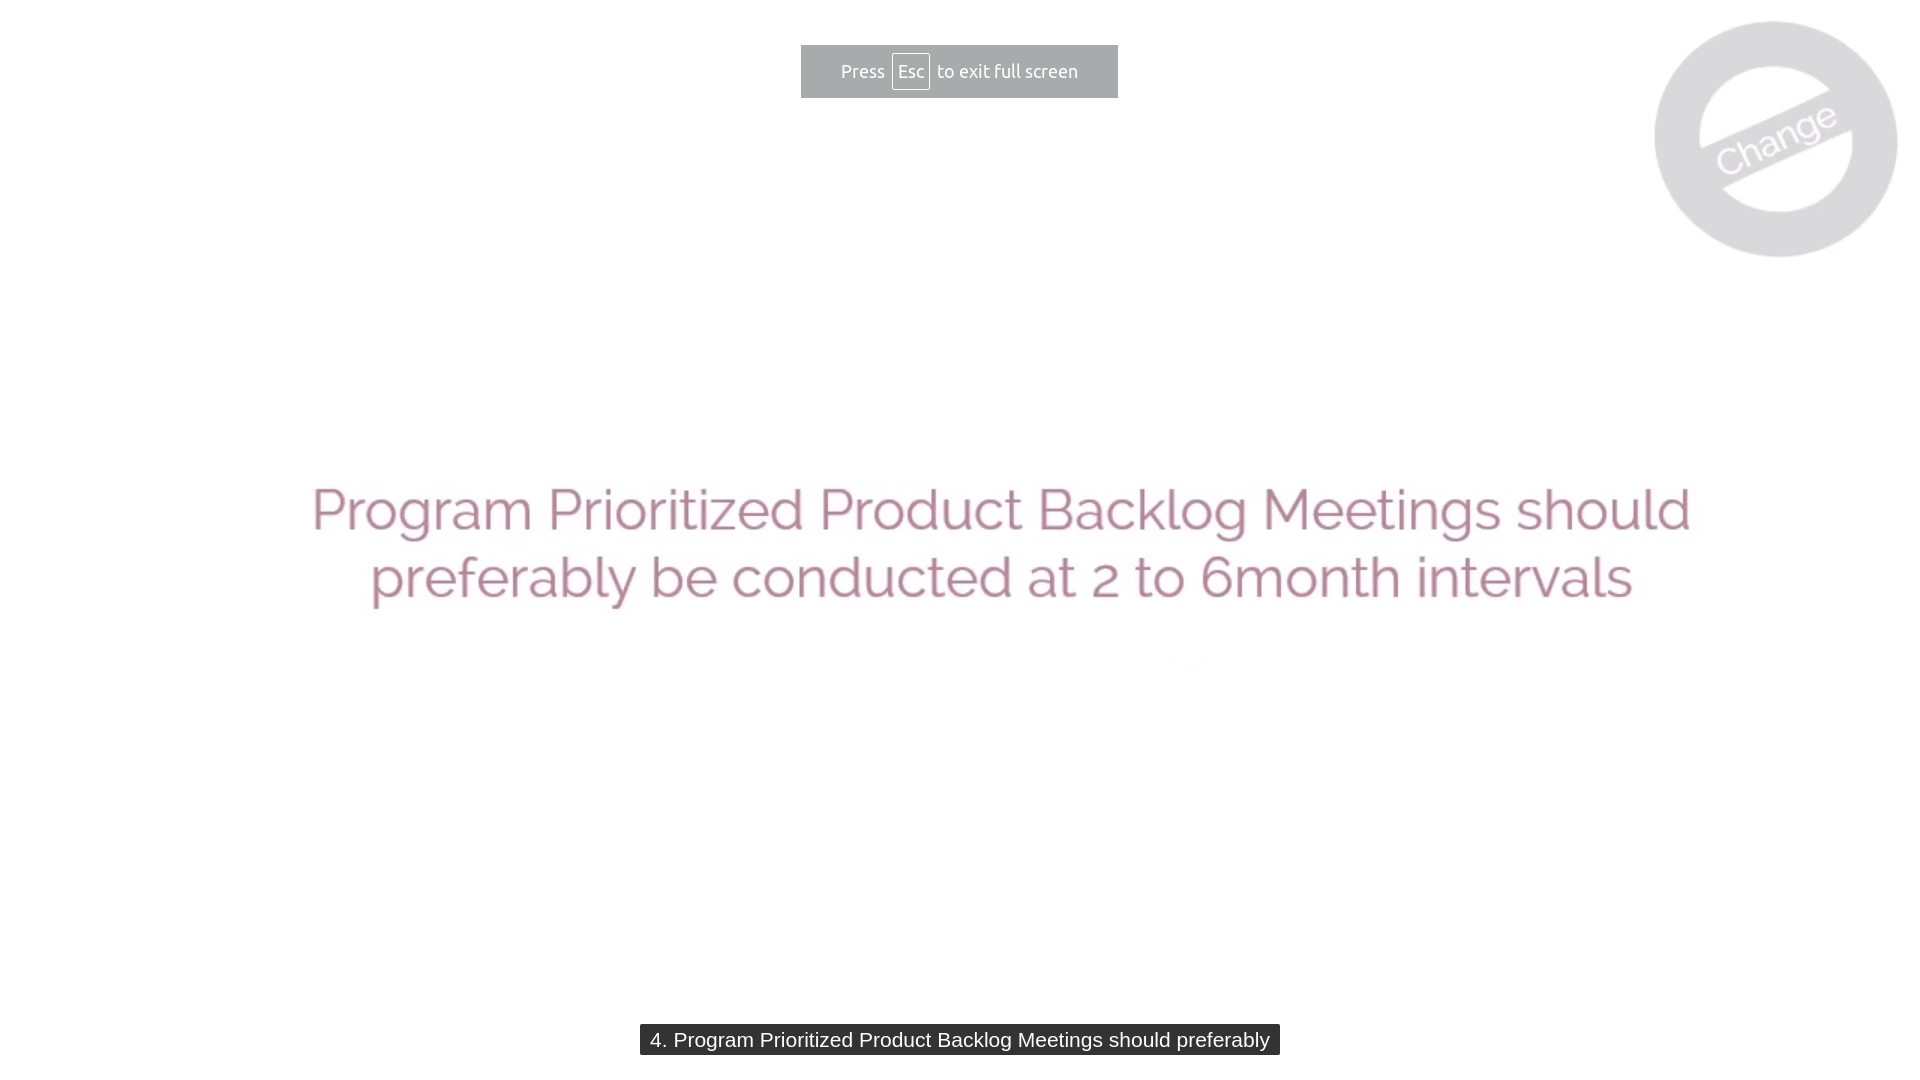 Press Esc to exit full screen
Change
Program Prioritized Product Backlog Meetings should
preferably be conducted at 2 to 6month intervals
4. Program Prioritized Product Backlog Meetings should preferably